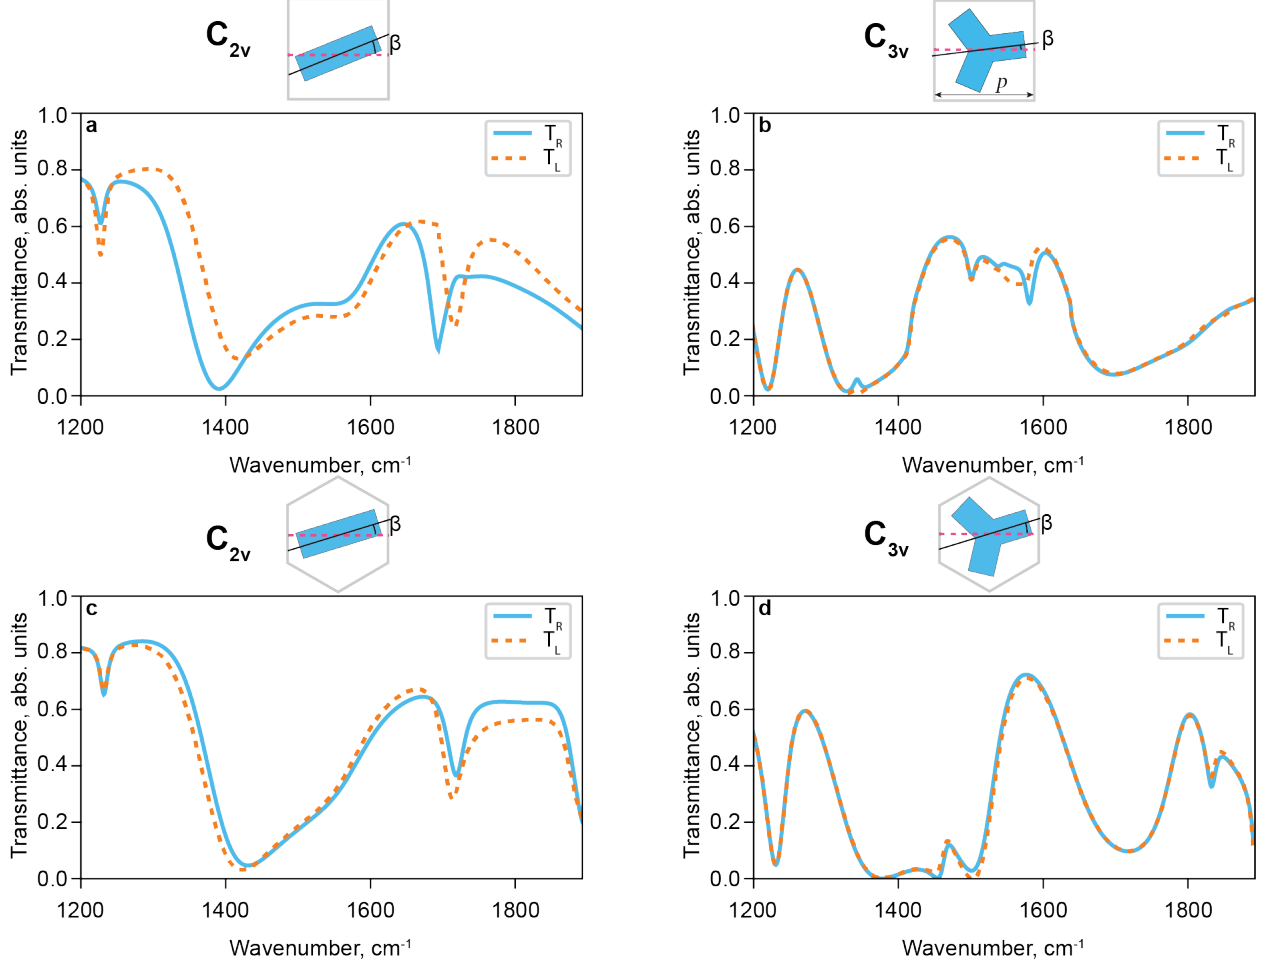 C2v
β
C3v
β
p
a
TR
TL
1.0
0.8
0.6
0.4
0.2
0.0
Transmittance, abs. units
1200 1400 1600 1800
Wavenumber, cm-1
b
TR
TL
1.0
0.8
0.6
0.4
0.2
0.0
Transmittance, abs. units
1200 1400 1600 1800
Wavenumber, cm-1
C2v
β
C3v
β
c
TR
TL
1.0
0.8
0.6
0.4
0.2
0.0
Transmittance, abs. units
1200 1400 1600 1800
Wavenumber, cm-1
d
TR
TL
1.0
0.8
0.6
0.4
0.2
0.0
Transmittance, abs. units
1200 1400 1600 1800
Wavenumber, cm-1